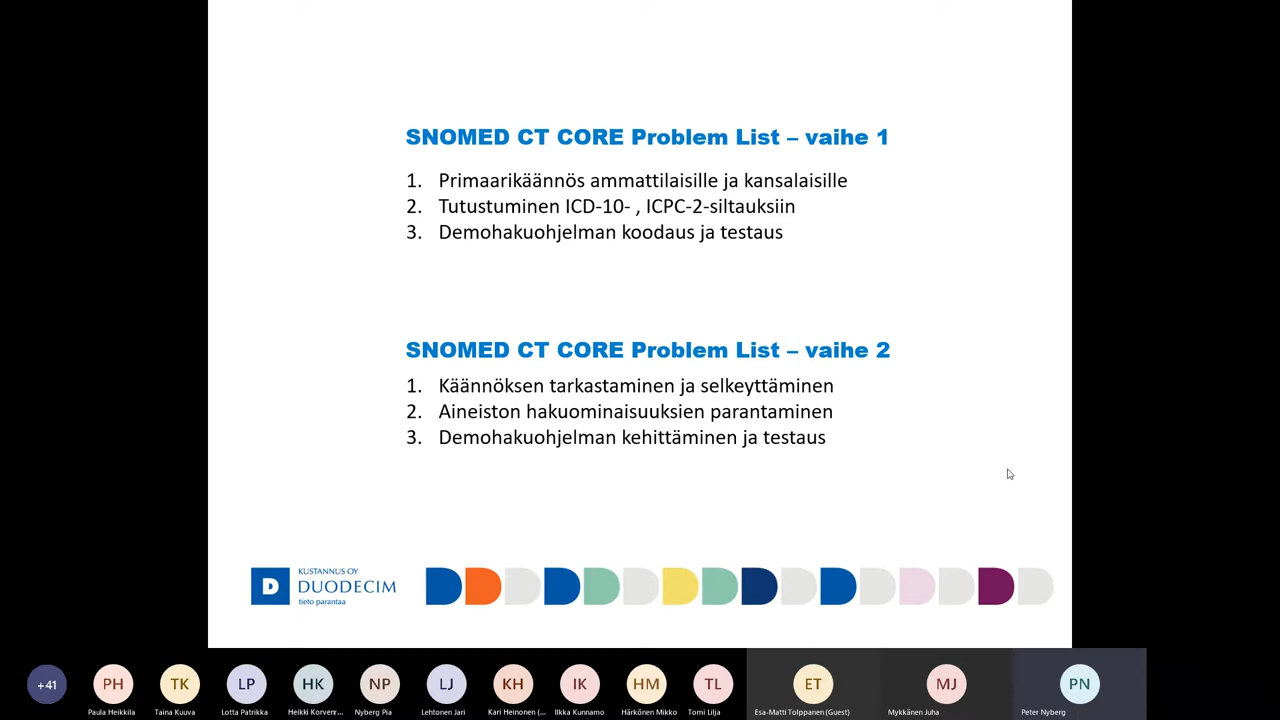 SNOMED CT CORE Problem List – vaihe 1
1. Primaarikäännös ammattilaisille ja kansalaisille
2. Tutustuminen ICD-10- , ICPC-2-siltauksiin
3. Demohakuohjelman koodaus ja testaus
SNOMED CT CORE Problem List – vaihe 2
1. Käännöksen tarkastaminen ja selkeyttäminen
2. Aineiston hakuominaisuuksien parantaminen
3. Demohakuohjelman kehittäminen ja testaus
D
KUSTANNUS OY
DUODECIM
tieto parantaa
+41
PH
TK
LP
HK
NP
LJ
KH
IK
HM
TL
ET
MJ
PN
Paula Heikkila
Taina Kuuva
Lotta Patrikka
Heikki Korvenr...
Nyberg Pia
Lehtonen Jari
Kari Heinonen (...
Ilkka Kunnamo
Härkönen Mikko
Tomi Lilja
Esa-Matti Tolppanen (Guest)
Mykkänen Juha
Peter Nyberg